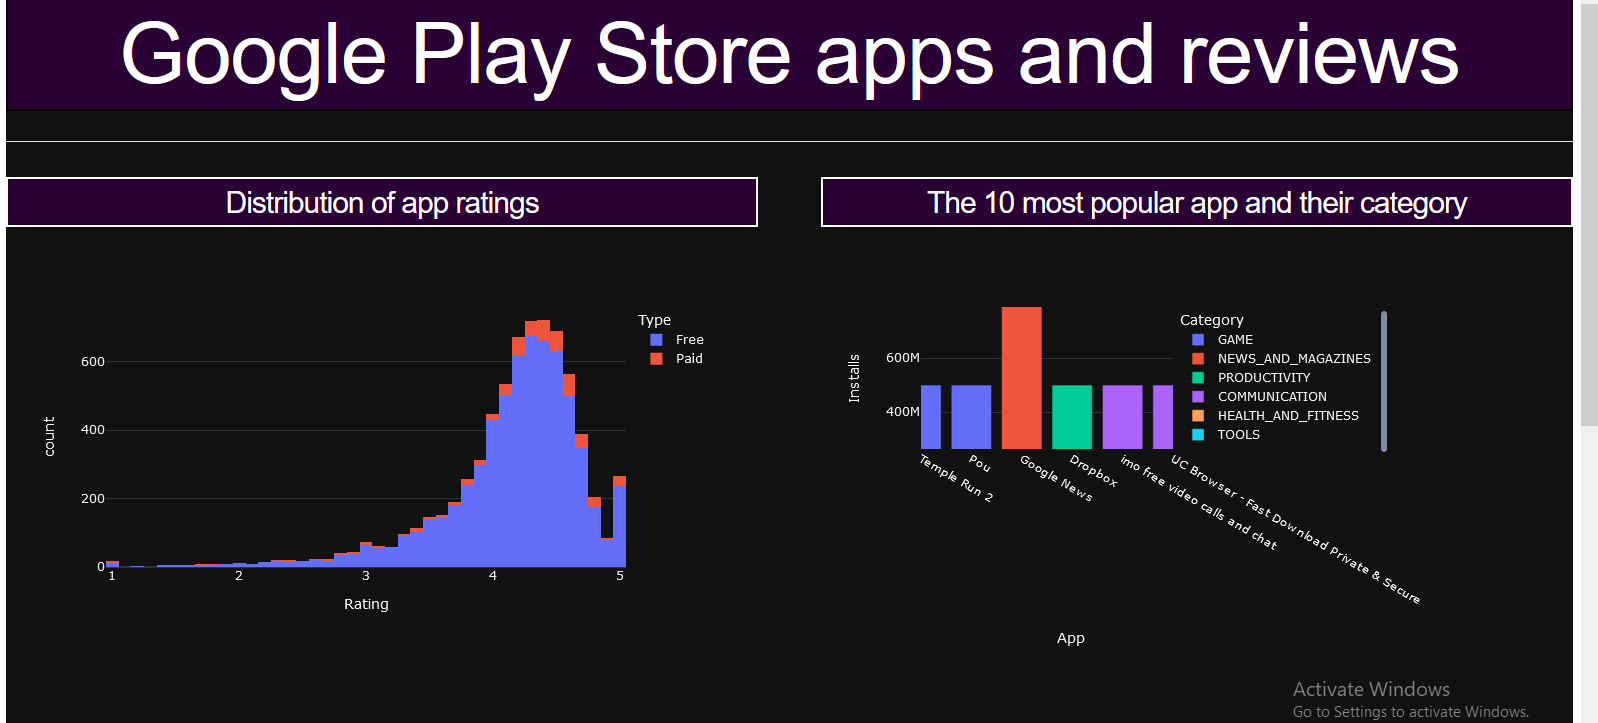 Google Play Store apps and reviews
Distribution of app ratings
The 10 most popular app and their category
Type
Free
Paid
600
400
200
0
count
1 2 3 4 5
Rating
Category
GAME
NEWS_AND_MAGAZINES
PRODUCTIVITY
COMMUNICATION
HEALTH_AND_FITNESS
TOOLS
600M
400M
Installs
Temple Run 2
Pou
Google News
Dropbox
imo free video calls and chat
UC Browser - Fast Download Private & Secure
App
Activate Windows
Go to Settings to activate Windows.